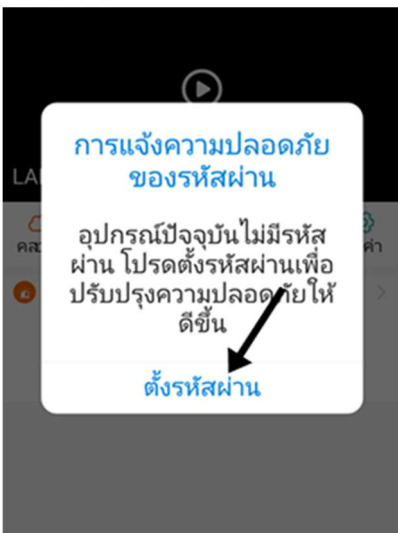 การแจ้งความปลอดภัย
ของรหัสผ่าน
LA
อุปกรณ์ปัจจุบันไม่มีรหัส
ผ่าน โปรดตั้งรหัสผ่านเพื่อ
ปรับปรุงความปลอดภัยให้
ดีขึ้น
ตั้งรหัสผ่าน